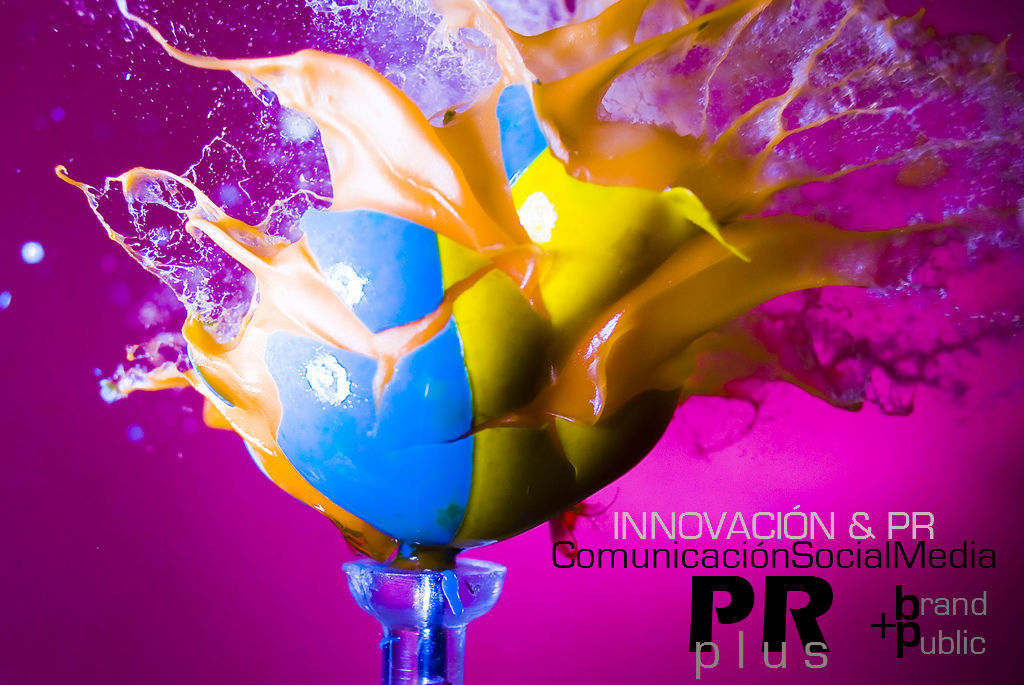 INNOVACIÓN & PR
ComunicaciónSocialMedia
PR
plus
+brand
public